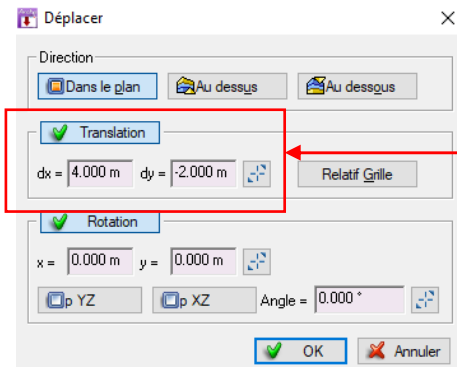 Déplacer
Direction
Dans le plan Au dessus Au dessous
Translation
dx = 4.000 m dy = -2.000 m Relatif Grille
Rotation
x = 0.000 m y = 0.000 m
p YZ p XZ Angle = 0.000 °
OK Annuler